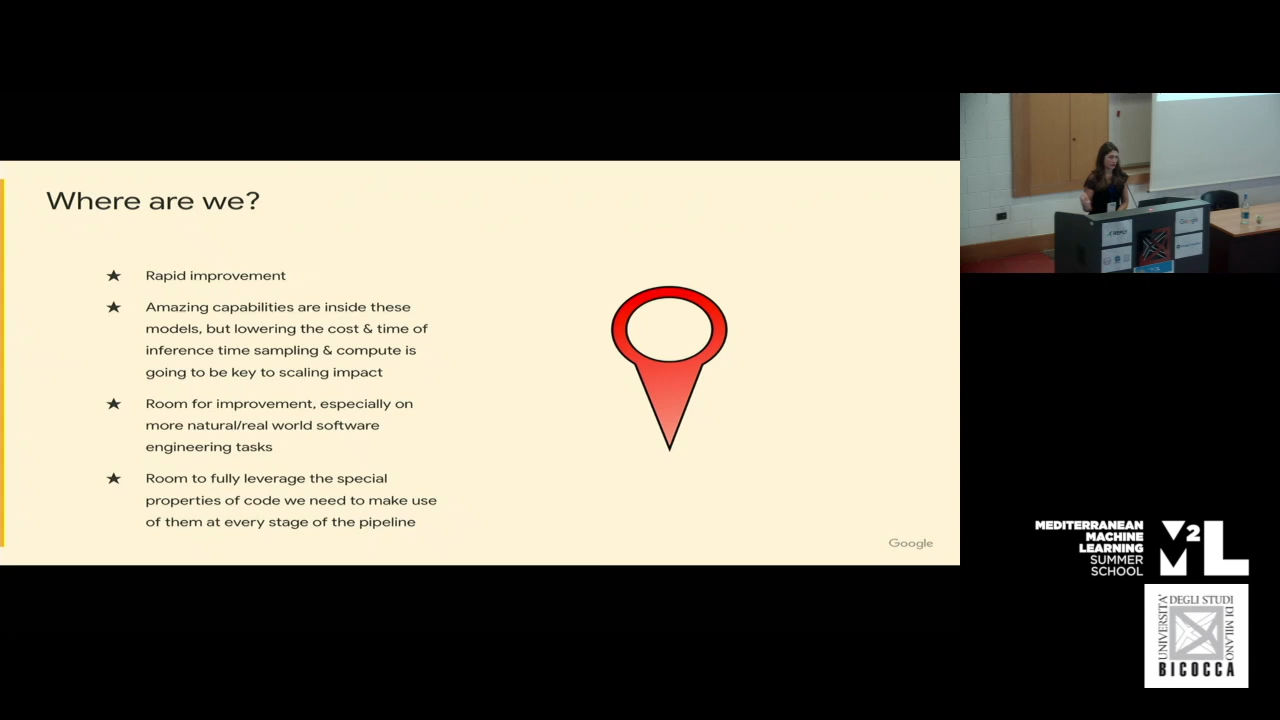 Where are we?
★ Rapid improvement
★ Amazing capabilities are inside these
models, but lowering the cost & time of
inference time sampling & compute is
going to be key to scaling impact
★ Room for improvement, especially on
more natural/real world software
engineering tasks
★ Room to fully leverage the special
properties of code we need to make use
of them at every stage of the pipeline
Google
Google
MEDITERRANEAN
MACHINE
LEARNING
SUMMER
SCHOOL
M2L
UNIVERSITA'
DEGLI STUDI
DI MILANO
BICOCCA